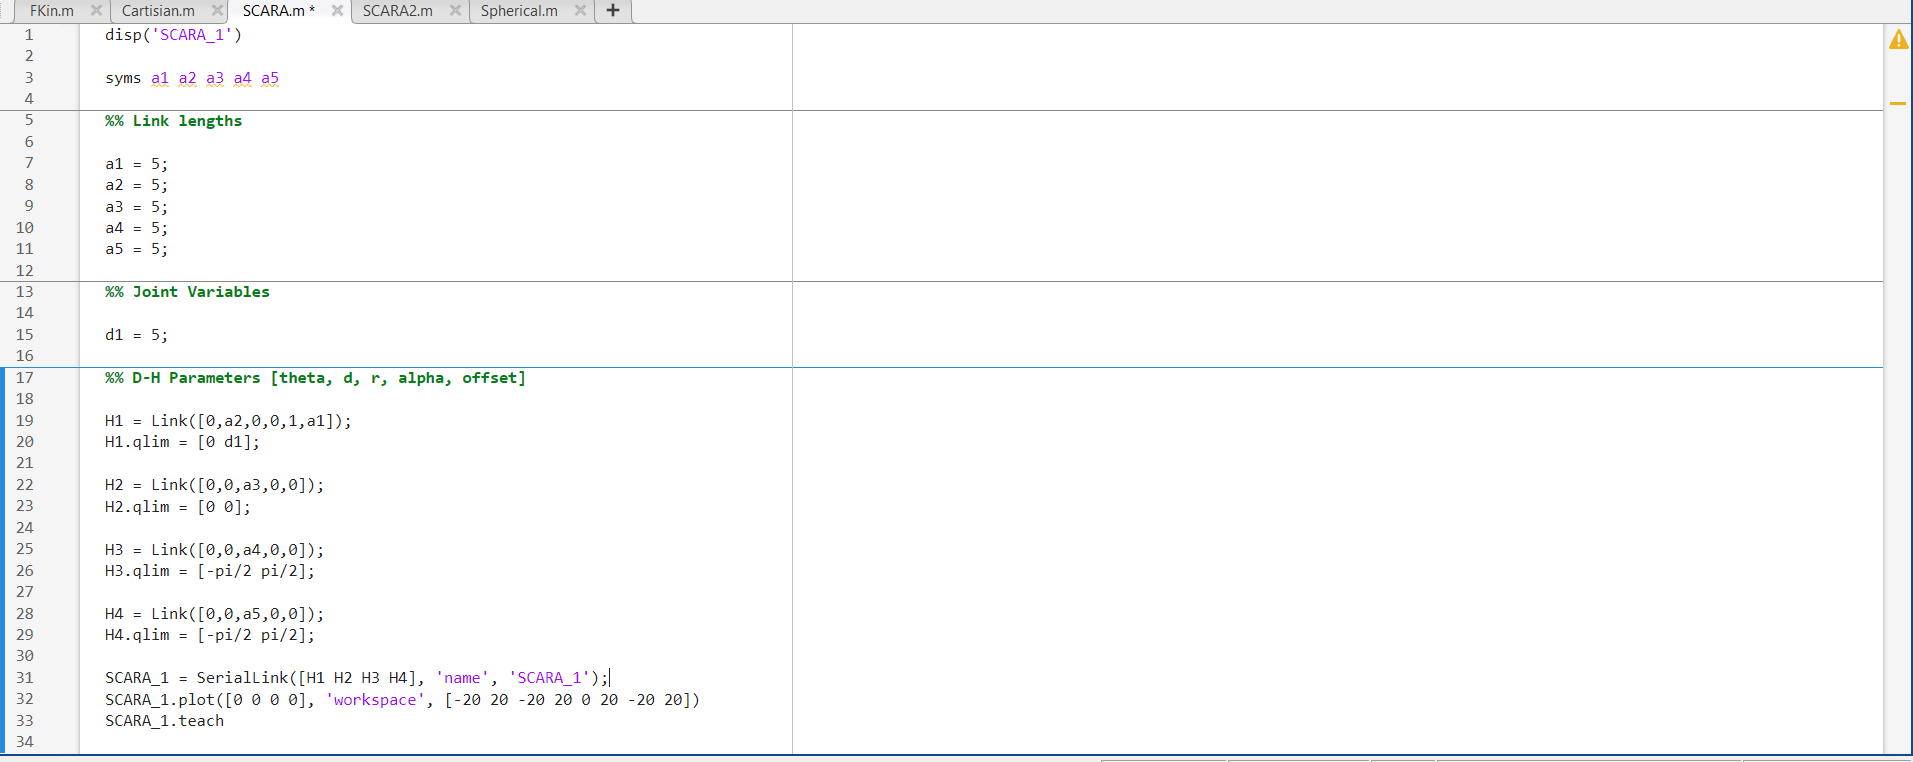 FKin.m Cartisian.m SCARA.m * SCARA2.m Spherical.m +
1 disp('SCARA_1')
2
3 syms a1 a2 a3 a4 a5
4
5 %% Link lengths
6
7 a1 = 5;
8 a2 = 5;
9 a3 = 5;
10 a4 = 5;
11 a5 = 5;
12
13 %% Joint Variables
14
15 d1 = 5;
16
17 %% D-H Parameters [theta, d, r, alpha, offset]
18
19 H1 = Link([0,a2,0,0,1,a1]);
20 H1.qlim = [0 d1];
21
22 H2 = Link([0,0,a3,0,0]);
23 H2.qlim = [0 0];
24
25 H3 = Link([0,0,a4,0,0]);
26 H3.qlim = [-pi/2 pi/2];
27
28 H4 = Link([0,0,a5,0,0]);
29 H4.qlim = [-pi/2 pi/2];
30
31 SCARA_1 = SerialLink([H1 H2 H3 H4], 'name', 'SCARA_1');
32 SCARA_1.plot([0 0 0 0], 'workspace', [-20 20 -20 20 0 20 -20 20])
33 SCARA_1.teach
34